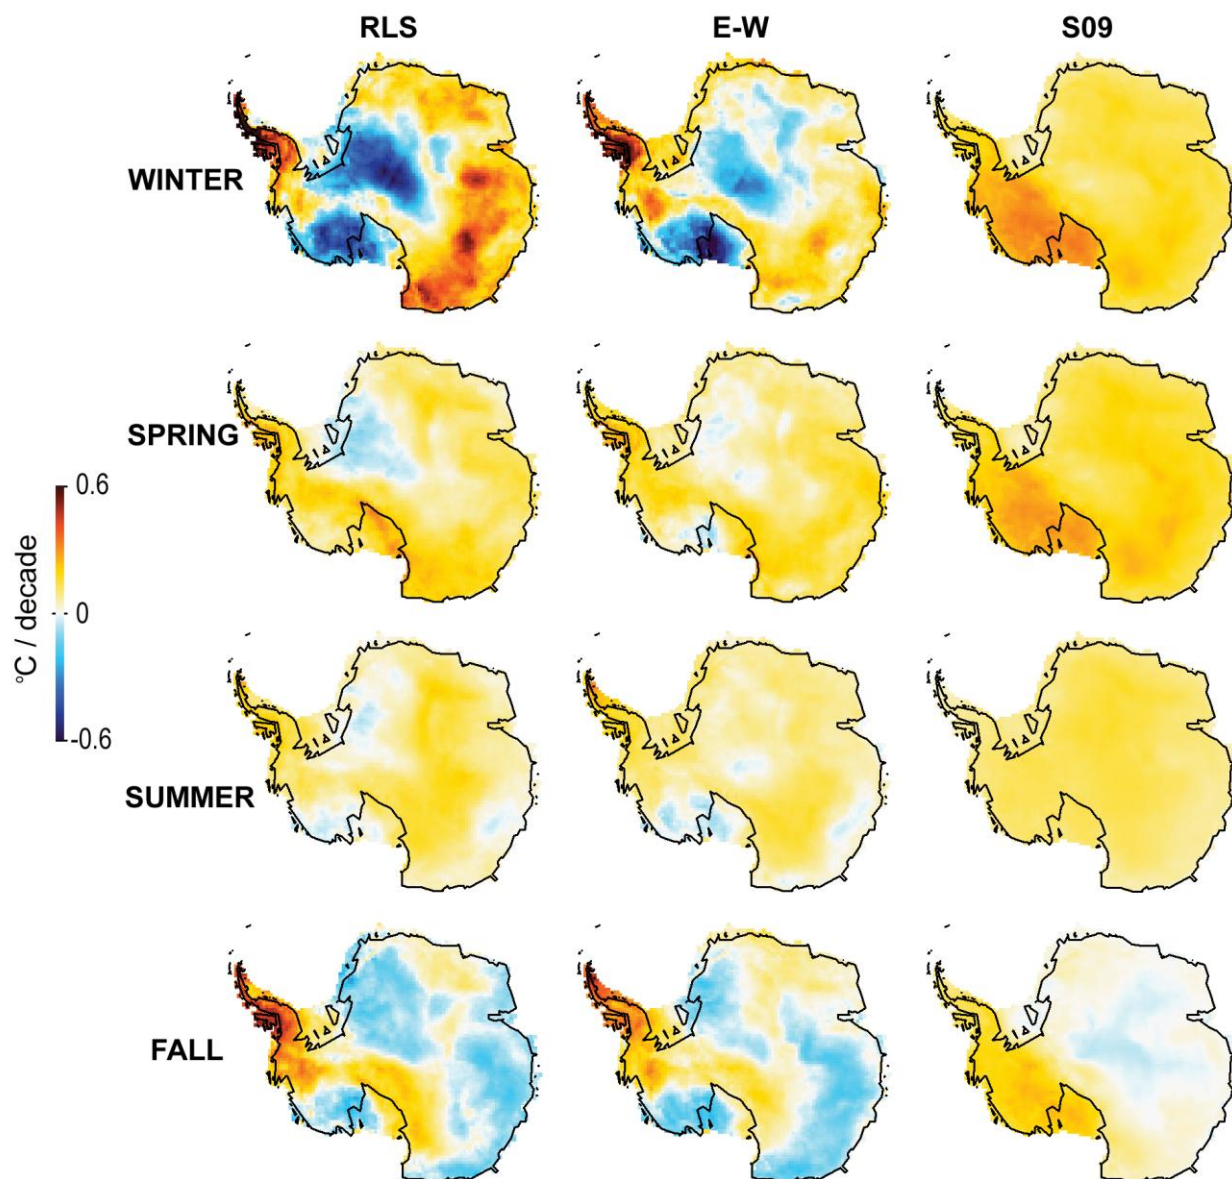 RLS E-W S09
WINTER
SPRING
0.6
0
-0.6
°C / decade
SUMMER
FALL